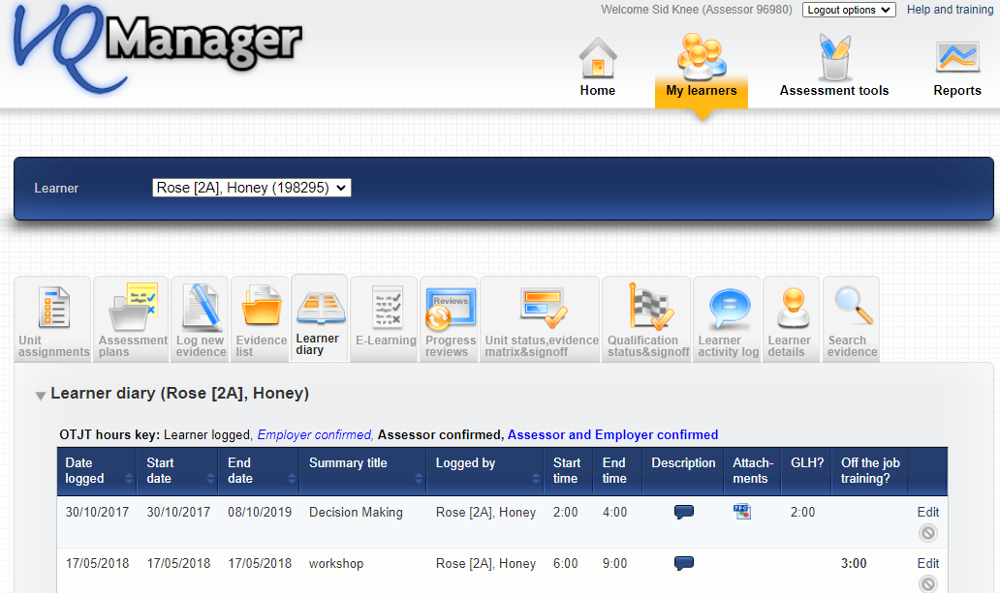 Welcome Sid Knee (Assessor 96980) Logout options Help and training
VQManager
Home My learners Assessment tools Reports
Learner Rose [2A], Honey (198295)
Unit assignments
Assessment plans
Log new evidence
Evidence list
Learner diary
E-Learning
Reviews
Progress reviews
Unit status,evidence matrix&signoff
Qualification status&signoff
Learner activity log
Learner details
Search evidence
Learner diary (Rose [2A], Honey)
OTJT hours key: Learner logged, Employer confirmed, Assessor confirmed, Assessor and Employer confirmed
Date logged Start date End date Summary title Logged by Start time End time Description Attach-ments GLH? Off the job training?
30/10/2017 30/10/2017 08/10/2019 Decision Making Rose [2A], Honey 2:00 4:00 2:00 Edit
17/05/2018 17/05/2018 17/05/2018 workshop Rose [2A], Honey 6:00 9:00 3:00 Edit